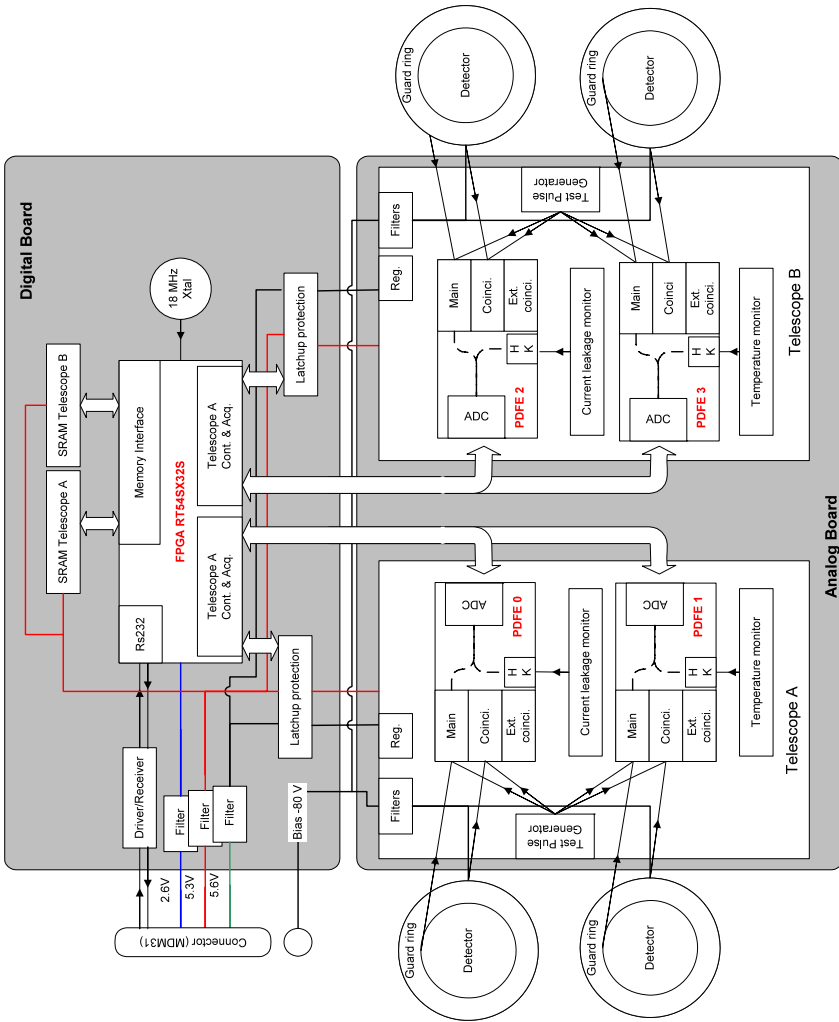 Digital Board
Connector (MDM31)
2.6V
5.3V
5.6V
Bias -80 V
Driver/Receiver
Filter
Filter
Filter
Rs232
SRAM Telescope A
SRAM Telescope B
Memory Interface
FPGA RT54SX32S
Telescope A
Cont. & Acq.
Telescope A
Cont. & Acq.
18 MHz
Xtal
Latchup protection
Latchup protection
Analog Board
Filters
Reg.
Reg.
Filters
Guard ring
Detector
Guard ring
Detector
Test Pulse
Generator
Main
Coinci.
Ext.
coinci.
H
K
ADC
PDFE 0
Current leakage monitor
Main
Coinci.
Ext.
coinci.
H
K
ADC
PDFE 1
Temperature monitor
Telescope A
Guard ring
Detector
Guard ring
Detector
Test Pulse
Generator
Main
Coinci.
Ext.
coinci.
H
K
ADC
PDFE 2
Current leakage monitor
Main
Coinci.
Ext.
coinci.
H
K
ADC
PDFE 3
Temperature monitor
Telescope B